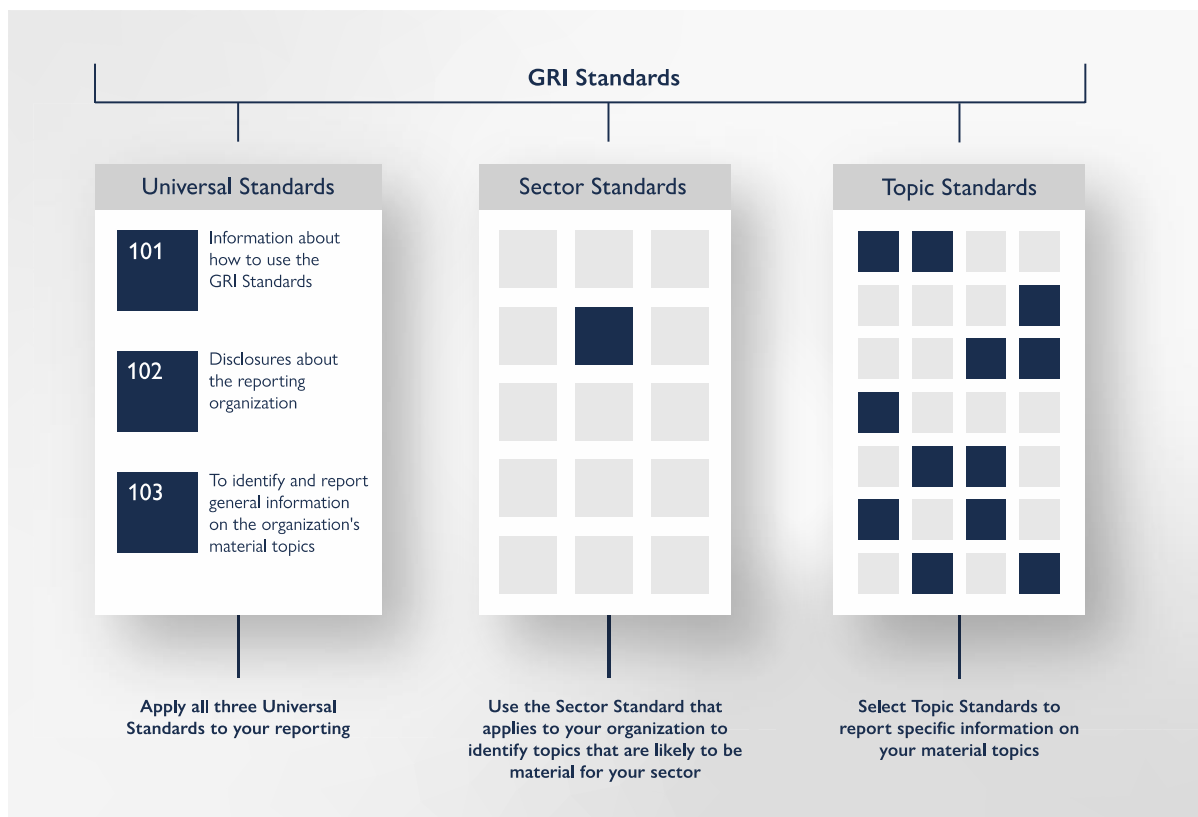 GRI Standards
Universal Standards
101
Information about
how to use the
GRI Standards
102
Disclosures about
the reporting
organization
103
To identify and report
general information
on the organization's
material topics
Apply all three Universal
Standards to your reporting
Sector Standards
Use the Sector Standard that
applies to your organization to
identify topics that are likely to be
material for your sector
Topic Standards
Select Topic Standards to
report specific information on
your material topics